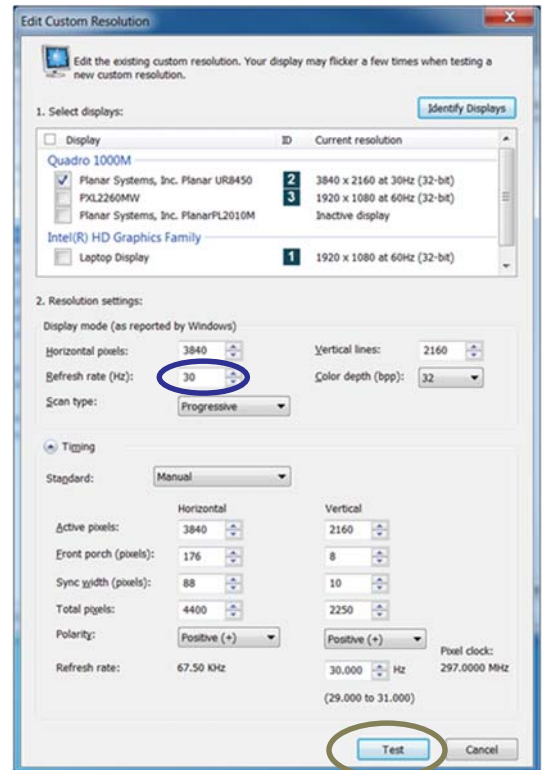 Edit Custom Resolution
Edit the existing custom resolution. Your display may flicker a few times when testing a
new custom resolution.
1. Select displays:
Identify Displays
Display ID Current resolution
Quadro 1000M
Planar Systems, Inc. Planar UR8450 2 3840 x 2160 at 30Hz (32-bit)
PXL2260MW 3 1920 x 1080 at 60Hz (32-bit)
Planar Systems, Inc. PlanarPL2010M Inactive display
Intel(R) HD Graphics Family
Laptop Display 1 1920 x 1080 at 60Hz (32-bit)
2. Resolution settings:
Display mode (as reported by Windows)
Horizontal pixels: 3840 Vertical lines: 2160
Refresh rate (Hz): 30 Color depth (bpp): 32
Scan type: Progressive
Timing
Standard: Manual
Horizontal Vertical
Active pixels: 3840 2160
Front porch (pixels): 176 8
Sync width (pixels): 88 10
Total pixels: 4400 2250
Polarity: Positive (+) Positive (+)
Pixel clock:
Refresh rate: 67.50 KHz 30.000 Hz 297.0000 MHz
(29.000 to 31.000)
Test Cancel